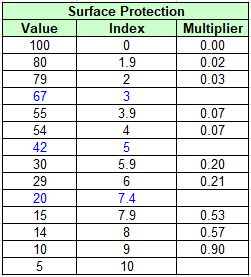 Surface Protection
Value Index Multiplier
100 0 0.00
80 1.9 0.02
79 2 0.03
67 3
55 3.9 0.07
54 4 0.07
42 5
30 5.9 0.20
29 6 0.21
20 7.4
15 7.9 0.53
14 8 0.57
10 9 0.90
5 10